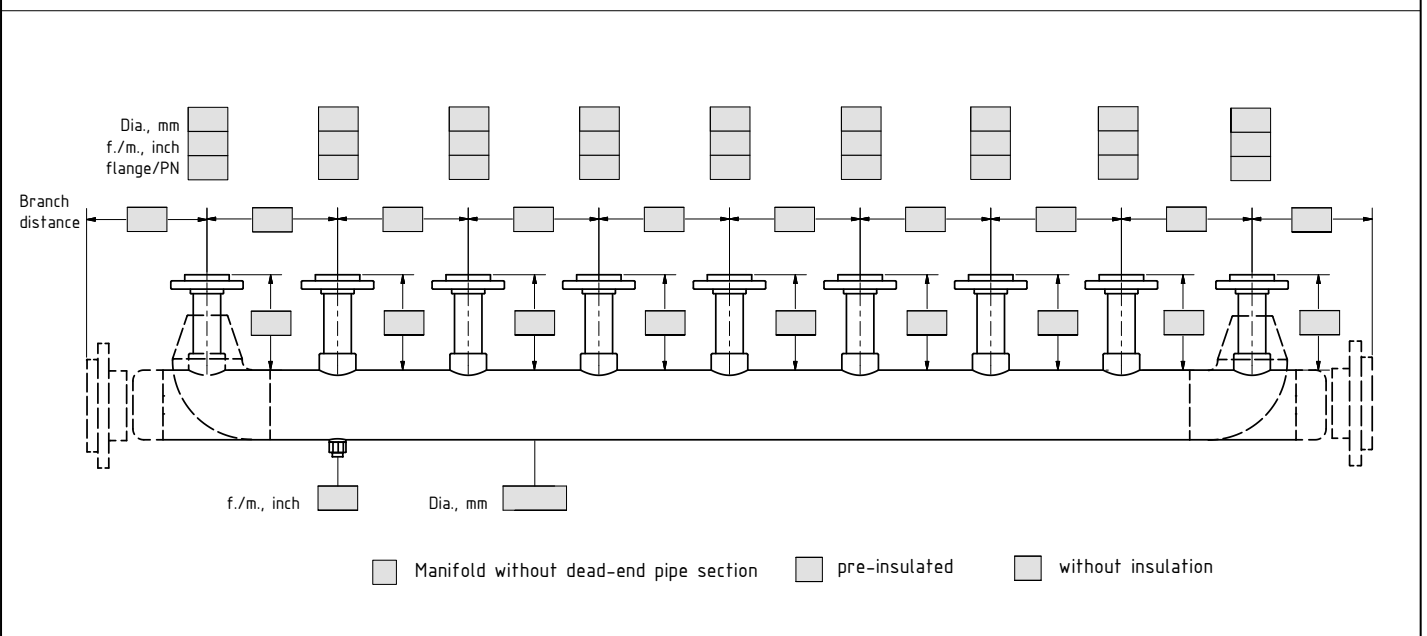 Dia., mm
f./m., inch
flange/PN
Branch
distance
f./m., inch
Dia., mm
Manifold without dead-end pipe section
pre-insulated
without insulation